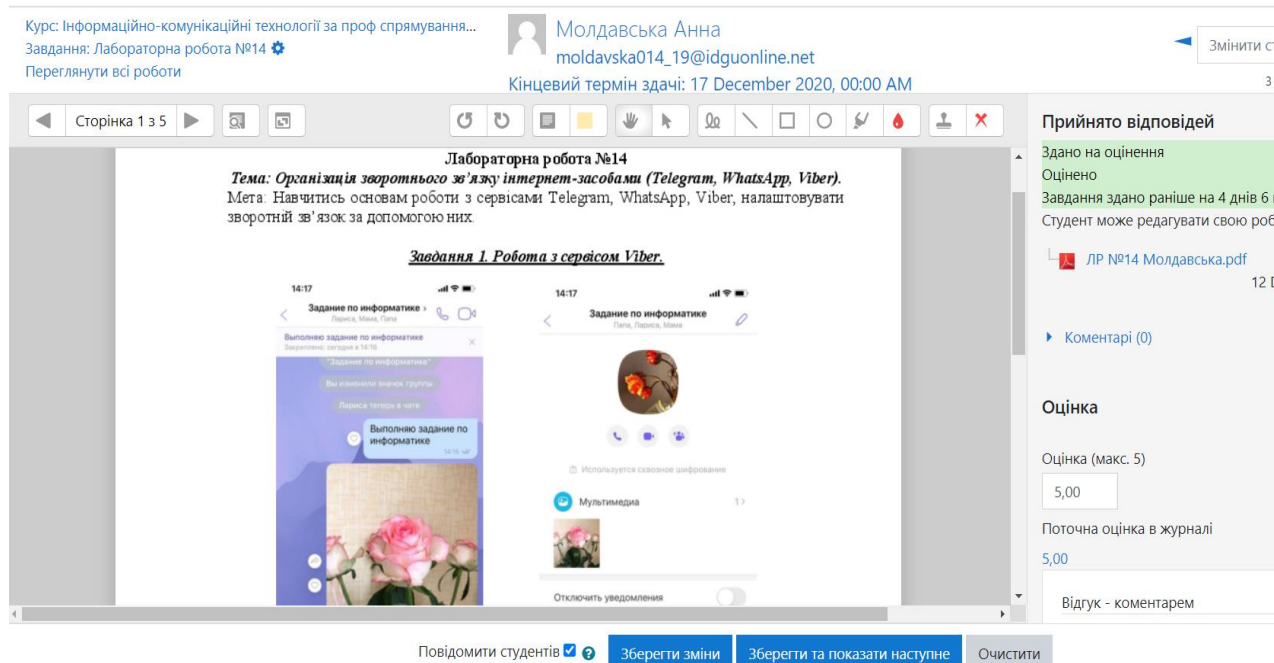 Курс: Інформаційно-комунікаційні технології за проф спрямування...
Завдання: Лабораторна робота №14
Переглянути всі роботи
Молдавська Анна
moldavska014_19@idguonline.net
Кінцевий термін здачі: 17 December 2020, 00:00 AM
Змінити ст
З
Сторінка 1 з 5
Лабораторна робота №14
Тема: Організація зворотнього зв'язку інтернет-засобами (Telegram, WhatsApp, Viber).
Мета: Навчитись основам роботи з сервісами Telegram, WhatsApp, Viber, налаштовувати
зворотній зв'язок за допомогою них.
Завдання 1. Робота з сервісом Viber.
14:17
Задание по информатике ›
Лариса, Мама, Папа
Выполняю задание по информатике
Закреплено: сегодня в 14:16
"Задание по информатике"
Вы изменили значок группы
Лариса теперь в чате
Выполняю задание по
информатике
14:16
14:17
Задание по информатике
Папа, Лариса, Мама
Используется сквозное шифрование
Мультимедиа
1 ›
Отключить уведомления
Прийнято відповідей
Здано на оцінення
Оцінено
Завдання здано раніше на 4 днів 6
Студент може редагувати свою роб
ЛР №14 Молдавська.pdf
12 D
Коментарі (0)
Оцінка
Оцінка (макс. 5)
5,00
Поточна оцінка в журналі
5,00
Відгук - коментарем
Повідомити студентів
Зберегти зміни
Зберегти та показати наступне
Очистити